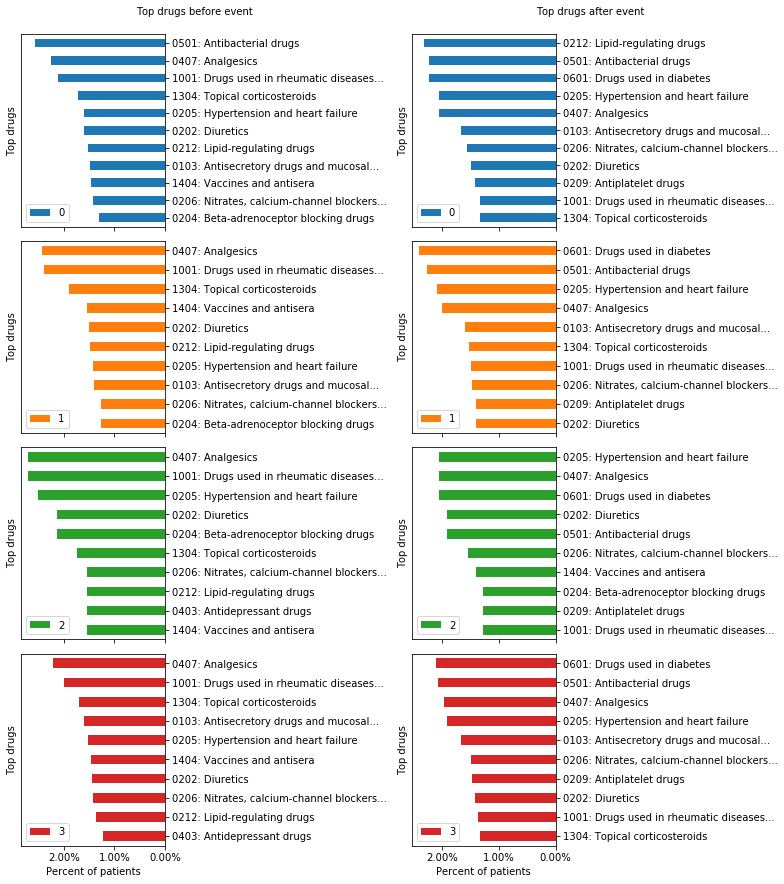 Top drugs before event
Top drugs
0501: Antibacterial drugs
0407: Analgesics
1001: Drugs used in rheumatic diseases...
1304: Topical corticosteroids
0205: Hypertension and heart failure
0202: Diuretics
0212: Lipid-regulating drugs
0103: Antisecretory drugs and mucosal...
1404: Vaccines and antisera
0206: Nitrates, calcium-channel blockers...
0204: Beta-adrenoceptor blocking drugs
0
Top drugs after event
Top drugs
0212: Lipid-regulating drugs
0501: Antibacterial drugs
0601: Drugs used in diabetes
0205: Hypertension and heart failure
0407: Analgesics
0103: Antisecretory drugs and mucosal...
0206: Nitrates, calcium-channel blockers...
0202: Diuretics
0209: Antiplatelet drugs
1001: Drugs used in rheumatic diseases...
1304: Topical corticosteroids
0
Top drugs
0407: Analgesics
1001: Drugs used in rheumatic diseases...
1304: Topical corticosteroids
1404: Vaccines and antisera
0202: Diuretics
0212: Lipid-regulating drugs
0205: Hypertension and heart failure
0103: Antisecretory drugs and mucosal...
0206: Nitrates, calcium-channel blockers...
0204: Beta-adrenoceptor blocking drugs
1
Top drugs
0601: Drugs used in diabetes
0501: Antibacterial drugs
0205: Hypertension and heart failure
0407: Analgesics
0103: Antisecretory drugs and mucosal...
1304: Topical corticosteroids
1001: Drugs used in rheumatic diseases...
0206: Nitrates, calcium-channel blockers...
0209: Antiplatelet drugs
0202: Diuretics
1
Top drugs
0407: Analgesics
1001: Drugs used in rheumatic diseases...
0205: Hypertension and heart failure
0202: Diuretics
0204: Beta-adrenoceptor blocking drugs
1304: Topical corticosteroids
0206: Nitrates, calcium-channel blockers...
0212: Lipid-regulating drugs
0403: Antidepressant drugs
1404: Vaccines and antisera
2
Top drugs
0205: Hypertension and heart failure
0407: Analgesics
0601: Drugs used in diabetes
0202: Diuretics
0501: Antibacterial drugs
0206: Nitrates, calcium-channel blockers...
1404: Vaccines and antisera
0204: Beta-adrenoceptor blocking drugs
0209: Antiplatelet drugs
1001: Drugs used in rheumatic diseases...
2
Top drugs
0407: Analgesics
1001: Drugs used in rheumatic diseases...
1304: Topical corticosteroids
0103: Antisecretory drugs and mucosal...
0205: Hypertension and heart failure
1404: Vaccines and antisera
0202: Diuretics
0206: Nitrates, calcium-channel blockers...
0212: Lipid-regulating drugs
0403: Antidepressant drugs
3
2.00% 1.00% 0.00%
Percent of patients
Top drugs
0601: Drugs used in diabetes
0501: Antibacterial drugs
0407: Analgesics
0205: Hypertension and heart failure
0103: Antisecretory drugs and mucosal...
0206: Nitrates, calcium-channel blockers...
0209: Antiplatelet drugs
0202: Diuretics
1001: Drugs used in rheumatic diseases...
1304: Topical corticosteroids
3
2.00% 1.00% 0.00%
Percent of patients